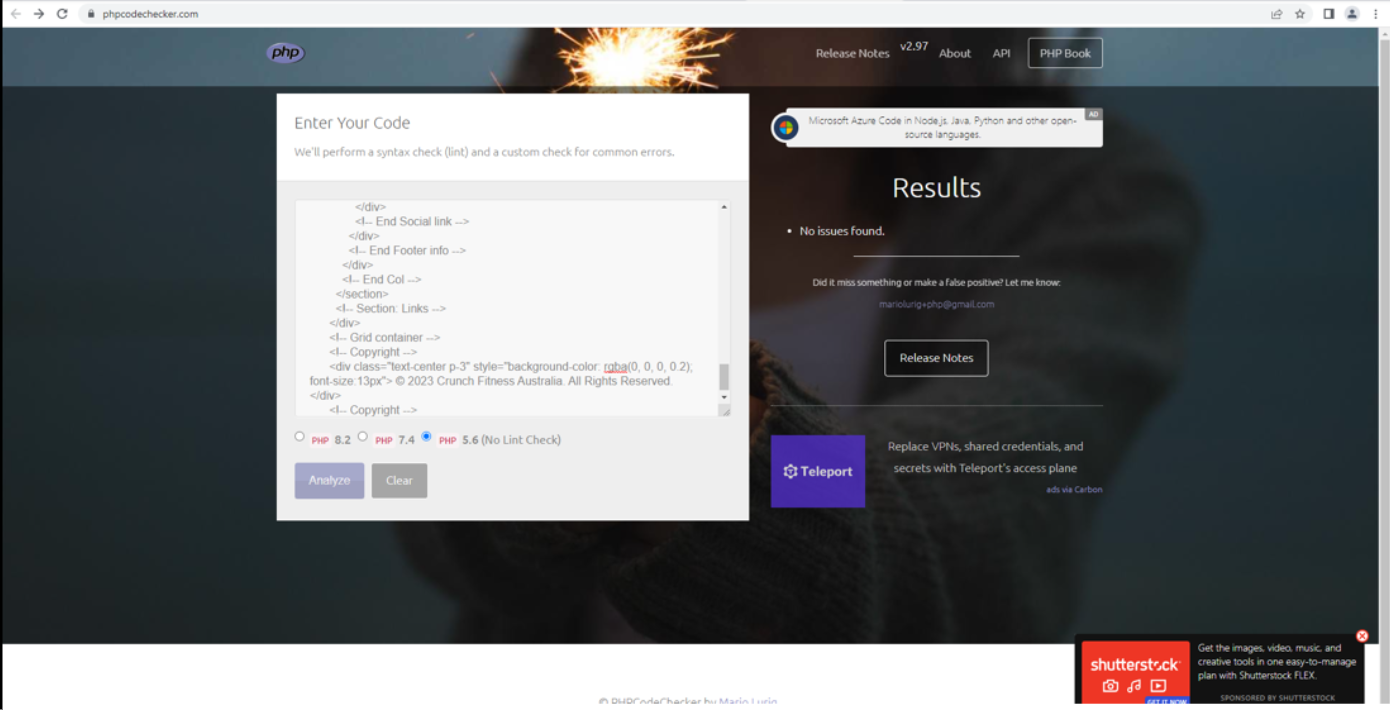 phpcodechecker.com
php
Release Notes
v2.97
About
API
PHP Book
Enter Your Code
We'll perform a syntax check (lint) and a custom check for common errors.
</div>
<!-- End Social link -->
</div>
<!-- End Footer info -->
</div>
<!-- End Col -->
</section>
<!-- Section: Links -->
</div>
<!-- Grid container -->
<!-- Copyright -->
<div class="text-center p-3" style="background-color: rgba(0, 0, 0, 0.2);
font-size:13px"> © 2023 Crunch Fitness Australia. All Rights Reserved.
</div>
<!-- Copyright -->
PHP 8.2 PHP 7.4 PHP 5.6 (No Lint Check)
Analyze
Clear
Microsoft Azure Code in Node.js, Java, Python and other open-
source languages.
AD
Results
• No issues found.
Did it miss something or make a false positive? Let me know:
mariolurig+php@gmail.com
Release Notes
Teleport
Replace VPNs, shared credentials, and
secrets with Teleport's access plane
ads via Carbon
shutterstock
GET IT NOW
Get the images, video, music, and
creative tools in one easy-to-manage
plan with Shutterstock FLEX.
SPONSORED BY SHUTTERSTOCK
© PHPCodeChecker by Mario Lurig